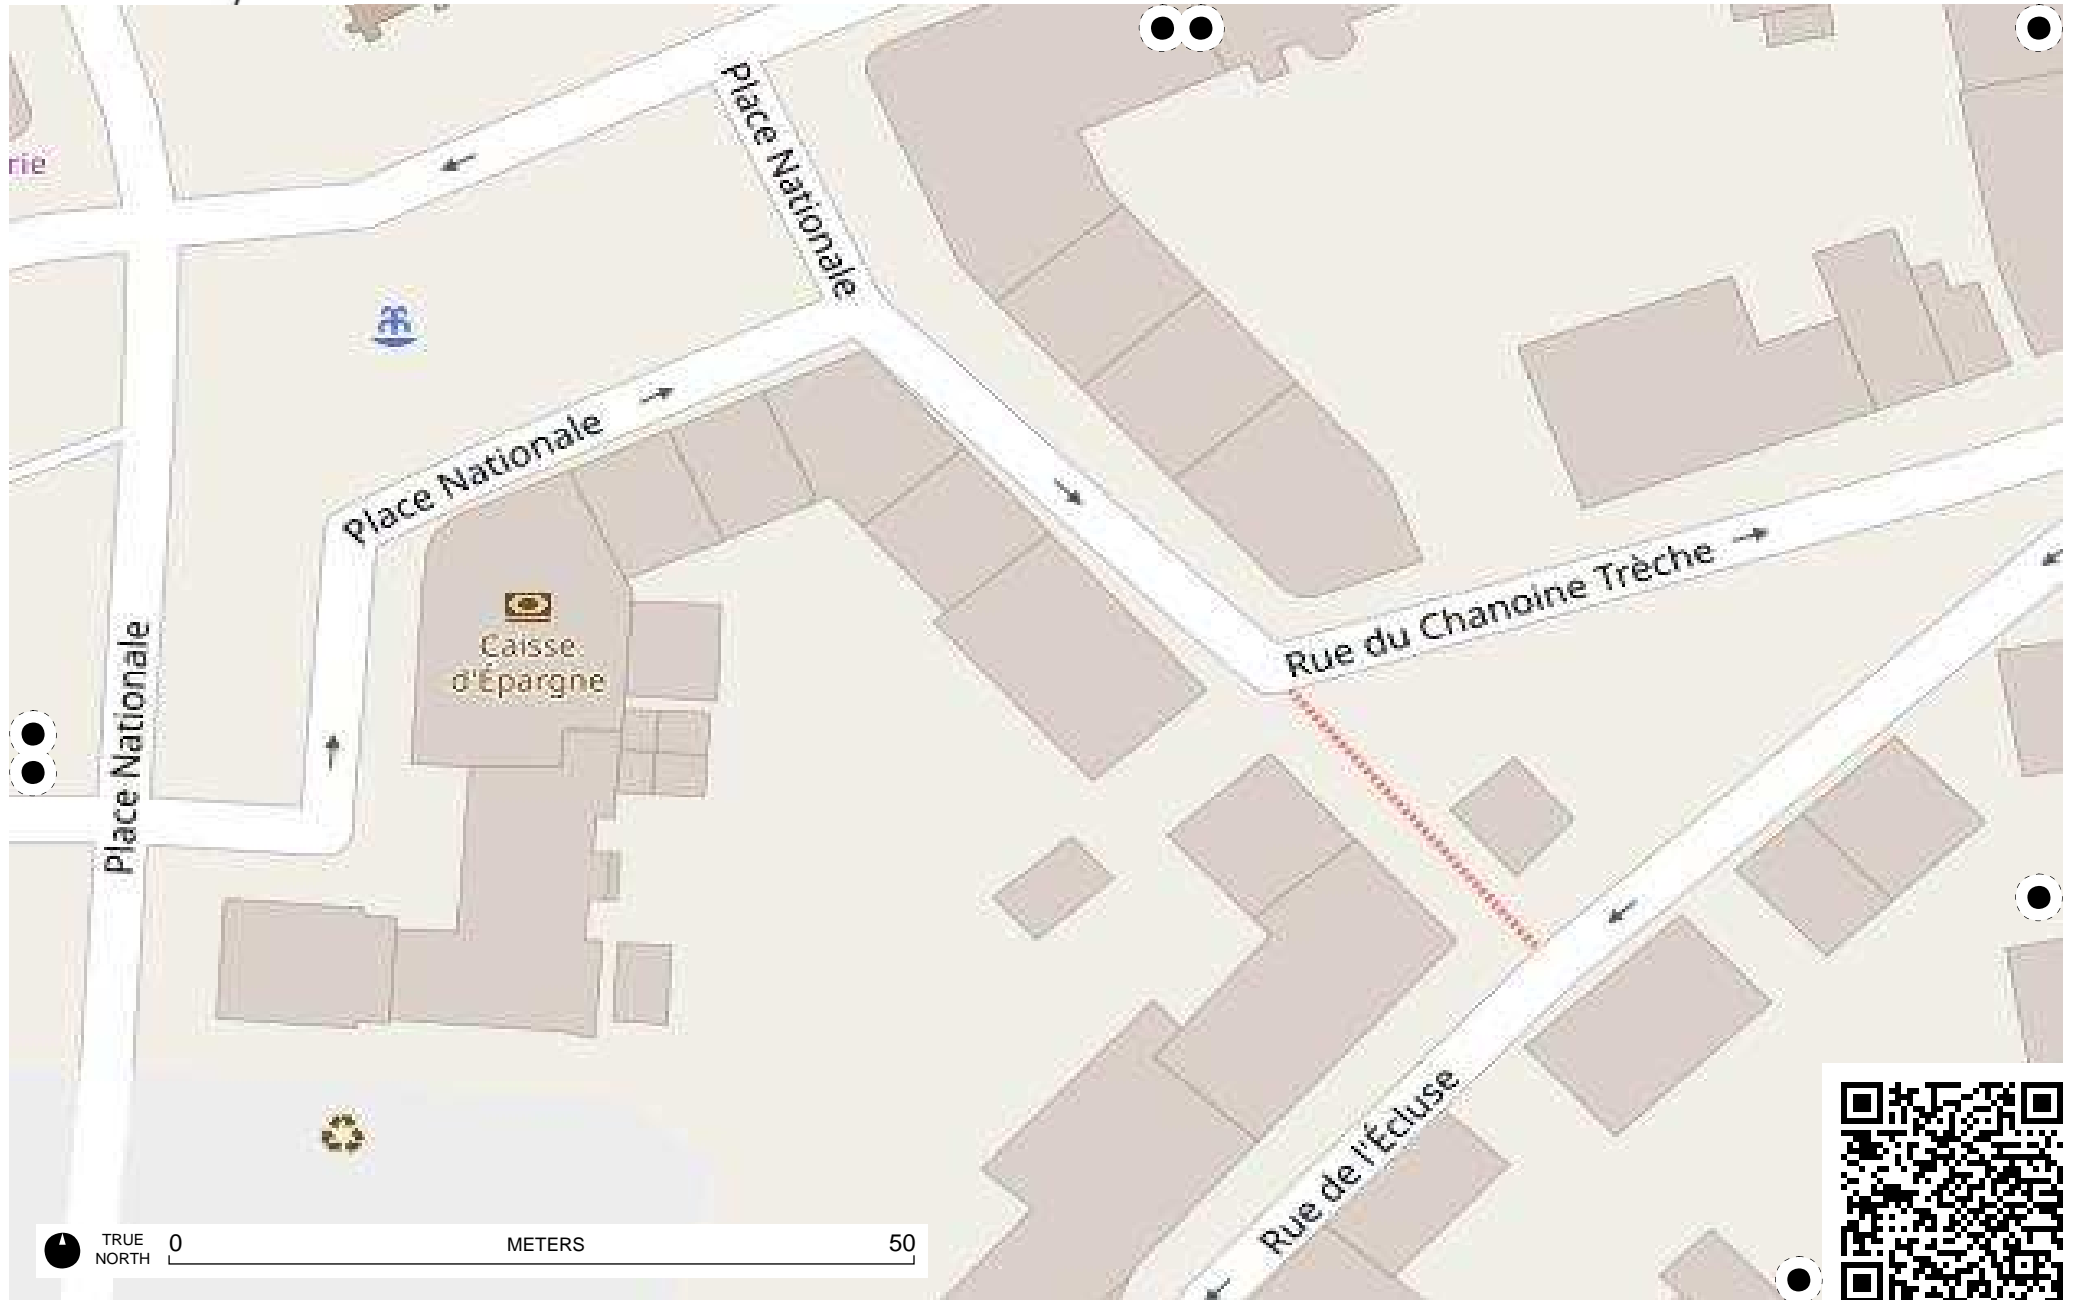 Place Nationale
rie
Place Nationale
Caisse
d'Épargne
Rue du Chanoine Trèche
Place Nationale
Rue de l'Écluse
TRUE
NORTH
0
METERS
50